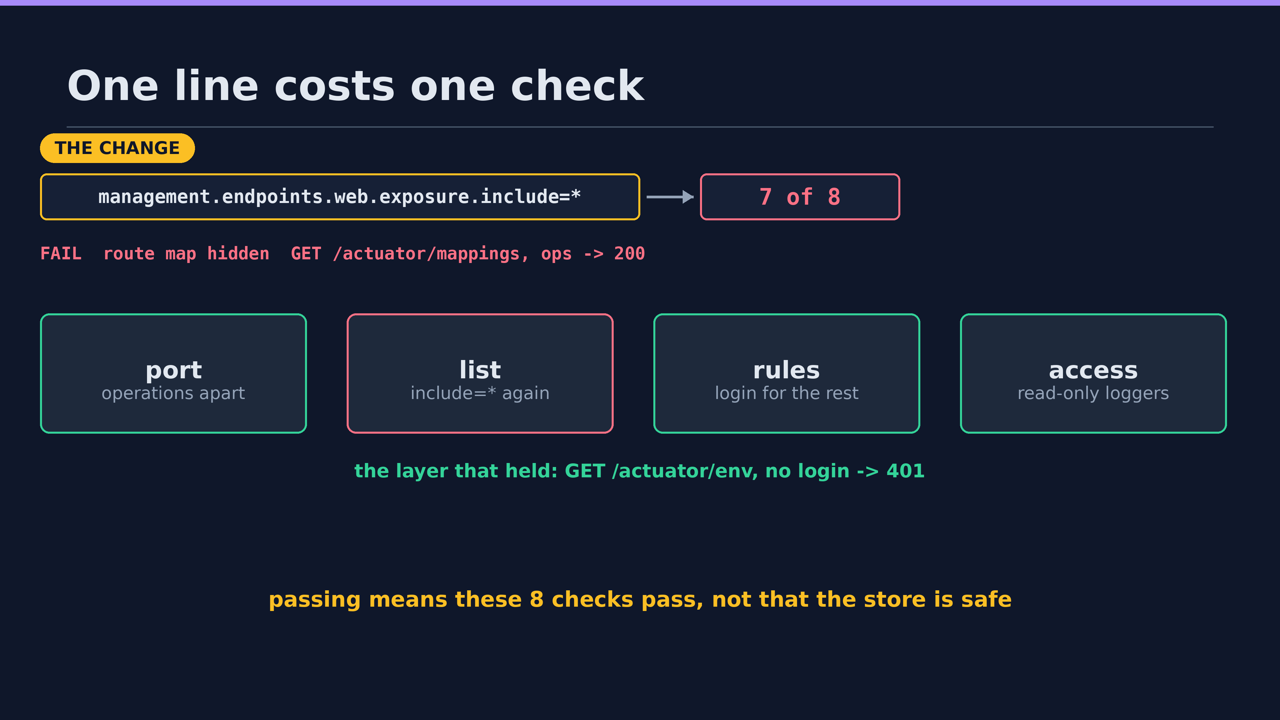 One line costs one check
THE CHANGE
management.endpoints.web.exposure.include=*
7 of 8
FAIL  route map hidden  GET /actuator/mappings, ops -> 200
port
operations apart
list
include=* again
rules
login for the rest
access
read-only loggers
the layer that held: GET /actuator/env, no login -> 401
passing means these 8 checks pass, not that the store is safe